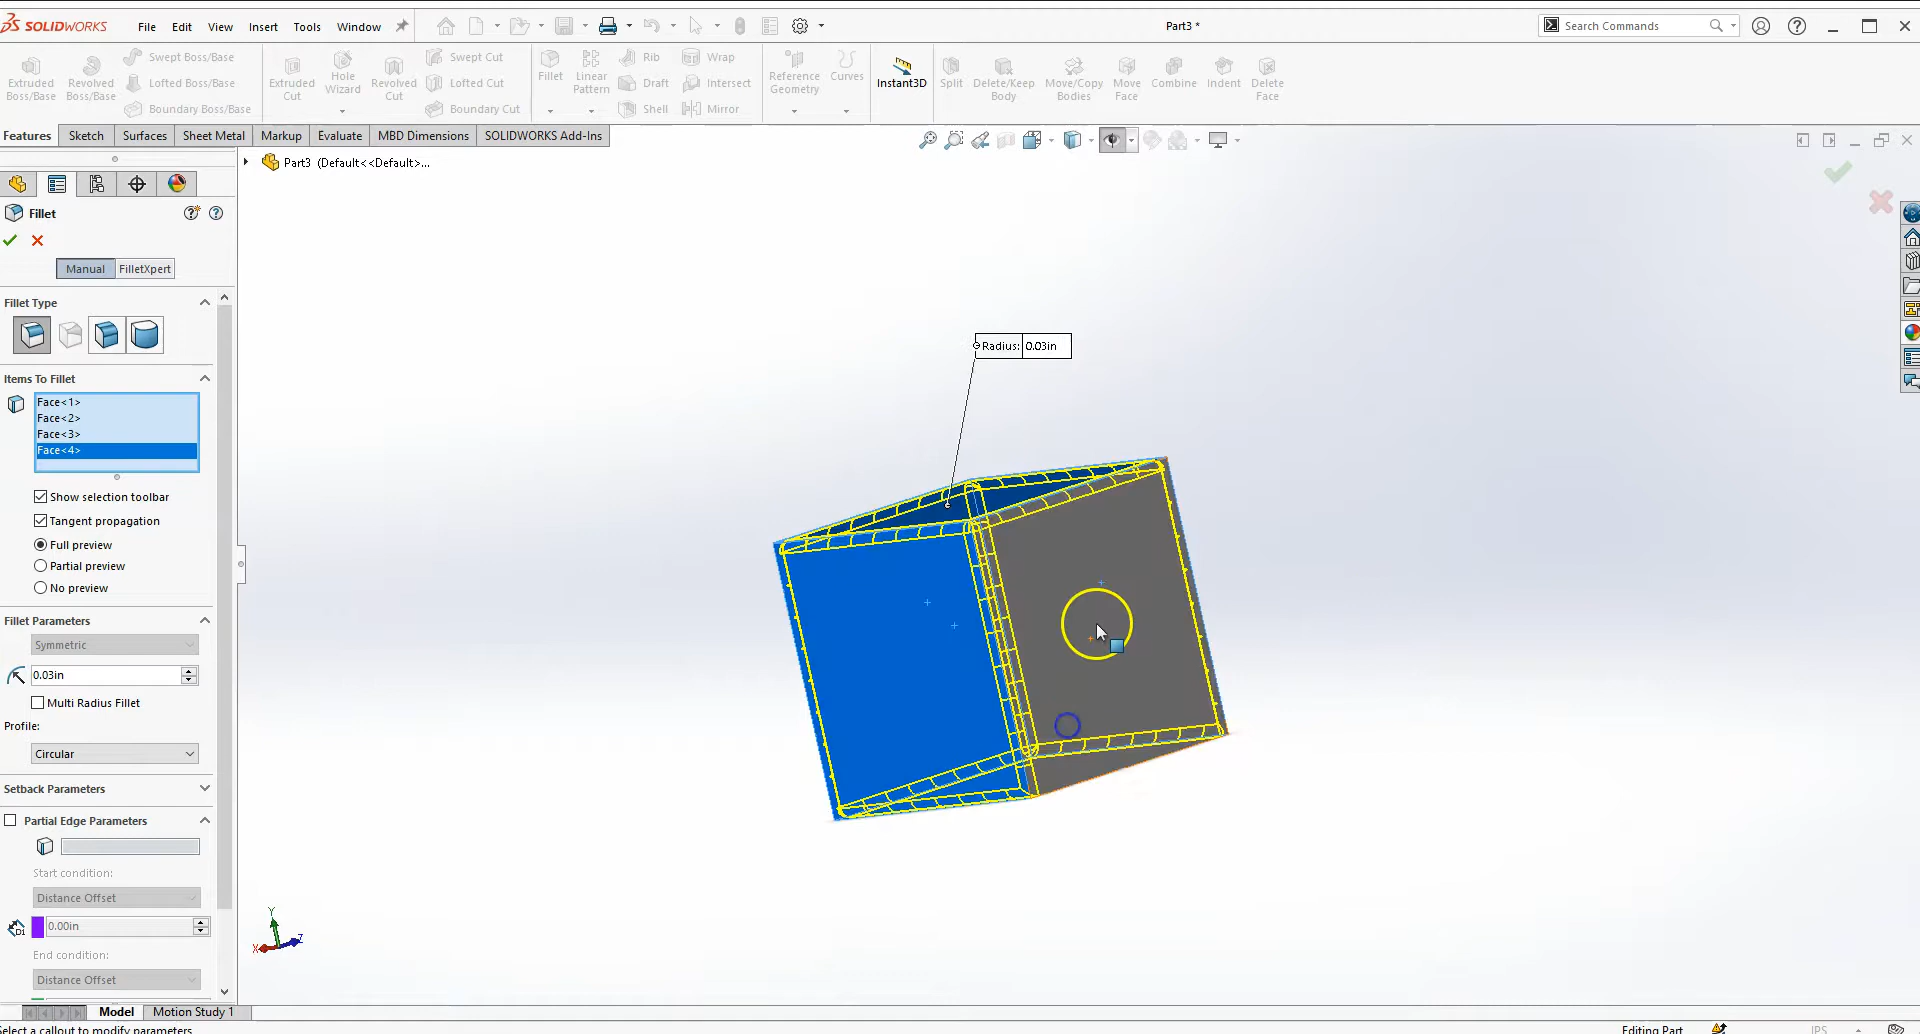 SOLIDWORKS File Edit View Insert Tools Window Part3 * Search Commands
Extruded Boss/Base
Revolved Boss/Base
Swept Boss/Base
Lofted Boss/Base
Boundary Boss/Base
Extruded Cut
Hole Wizard
Revolved Cut
Swept Cut
Lofted Cut
Boundary Cut
Fillet
Linear Pattern
Rib
Draft
Shell
Wrap
Intersect
Mirror
Reference Geometry
Curves
Instant3D
Split
Delete/Keep Body
Move/Copy Bodies
Move Face
Combine
Indent
Delete Face
Features Sketch Surfaces Sheet Metal Markup Evaluate MBD Dimensions SOLIDWORKS Add-Ins
Part3 (Default<<Default>...
Fillet
Manual FilletXpert
Fillet Type
Items To Fillet
Face<1>
Face<2>
Face<3>
Face<4>
Show selection toolbar
Tangent propagation
Full preview
Partial preview
No preview
Fillet Parameters
Symmetric
0.03in
Multi Radius Fillet
Profile:
Circular
Setback Parameters
Partial Edge Parameters
Start condition:
Distance Offset
D1
0.00in
End condition:
Distance Offset
Radius: 0.03in
Y
X
Z
Model Motion Study 1
Select a callout to modify parameters
Editing Part
IPS